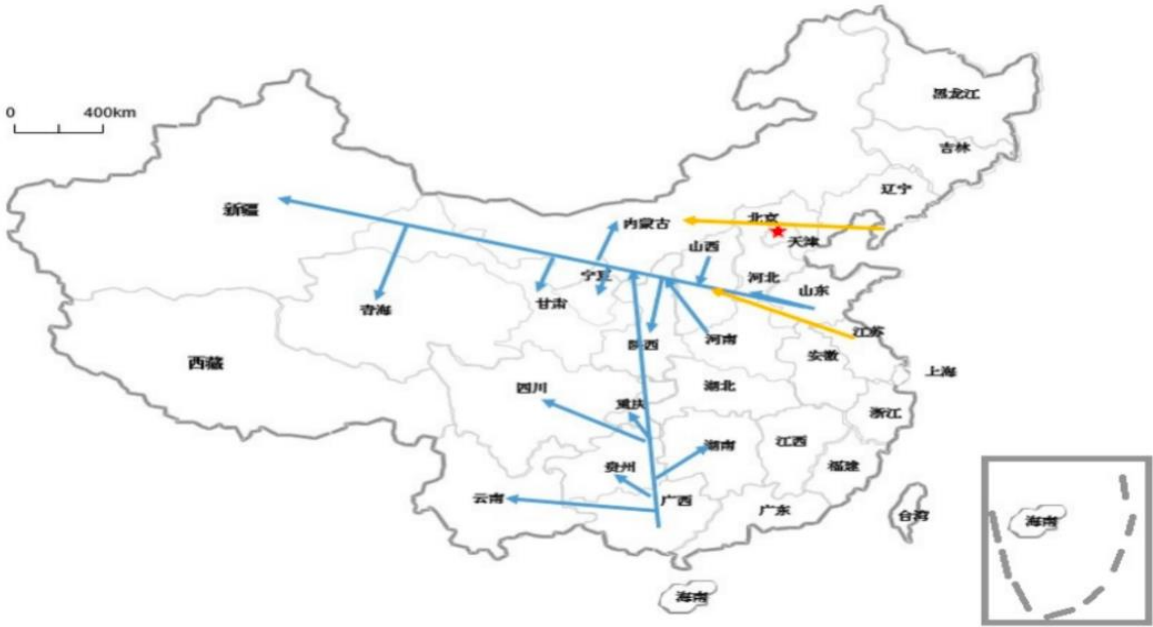 黑龙江
0 400km
吉林
辽宁
新疆
内蒙古
北京
天津
山西
宁夏
河北
山东
甘肃
青海
江苏
陕西
河南
安徽
西藏
上海
四川
湖北
重庆
浙江
湖南
江西
贵州
福建
云南
广西
广东
台湾
海南
海南